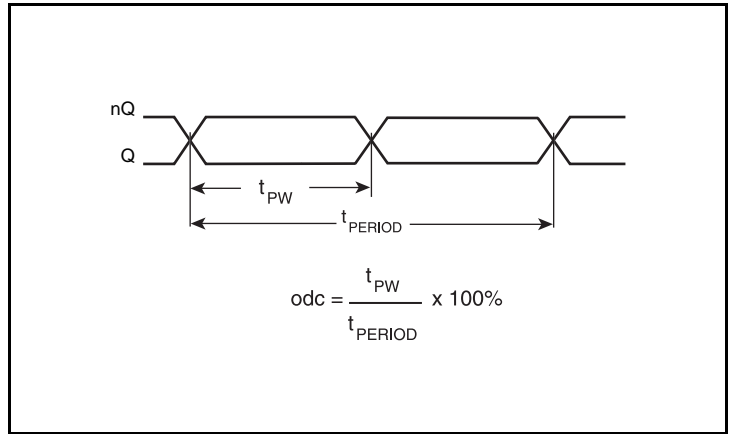 nQ
Q
tPW
tPERIOD
odc = tPW / tPERIOD x 100%